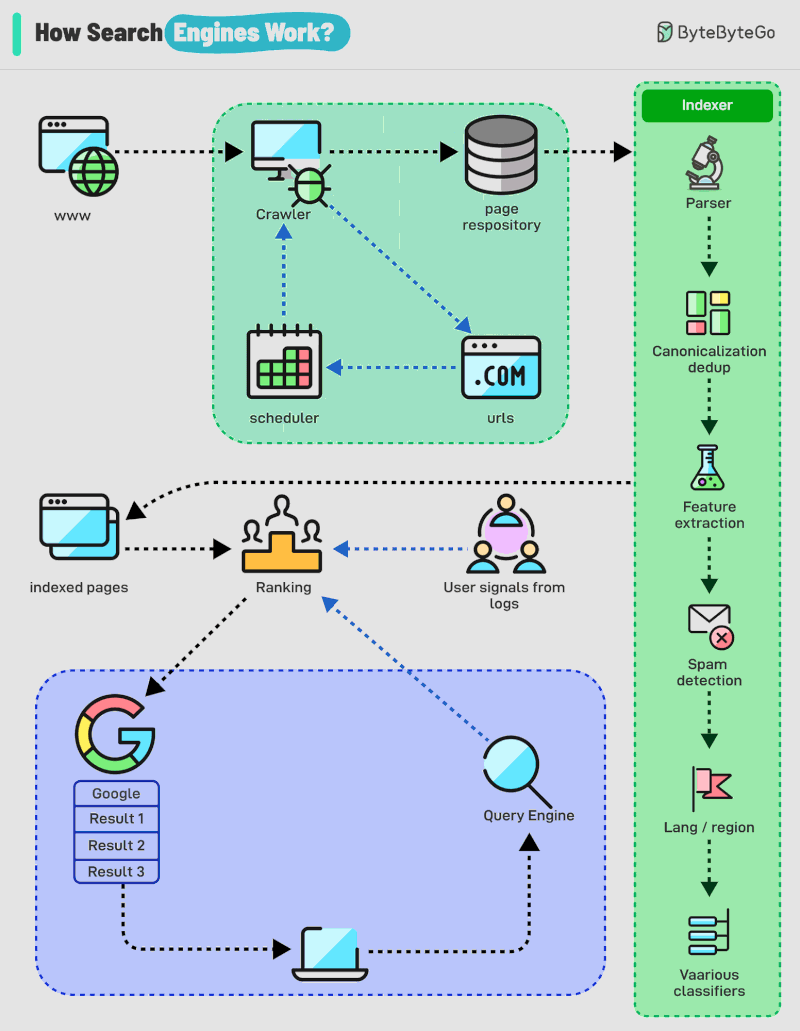 How Search Engines Work?
ByteByteGo
Indexer
www
Crawler
page
respository
Parser
Canonicalization
dedup
.COM
scheduler
urls
Feature
extraction
indexed pages
Ranking
User signals from
logs
Spam
detection
Google
Result 1
Result 2
Result 3
Query Engine
Lang / region
Vaarious
classifiers